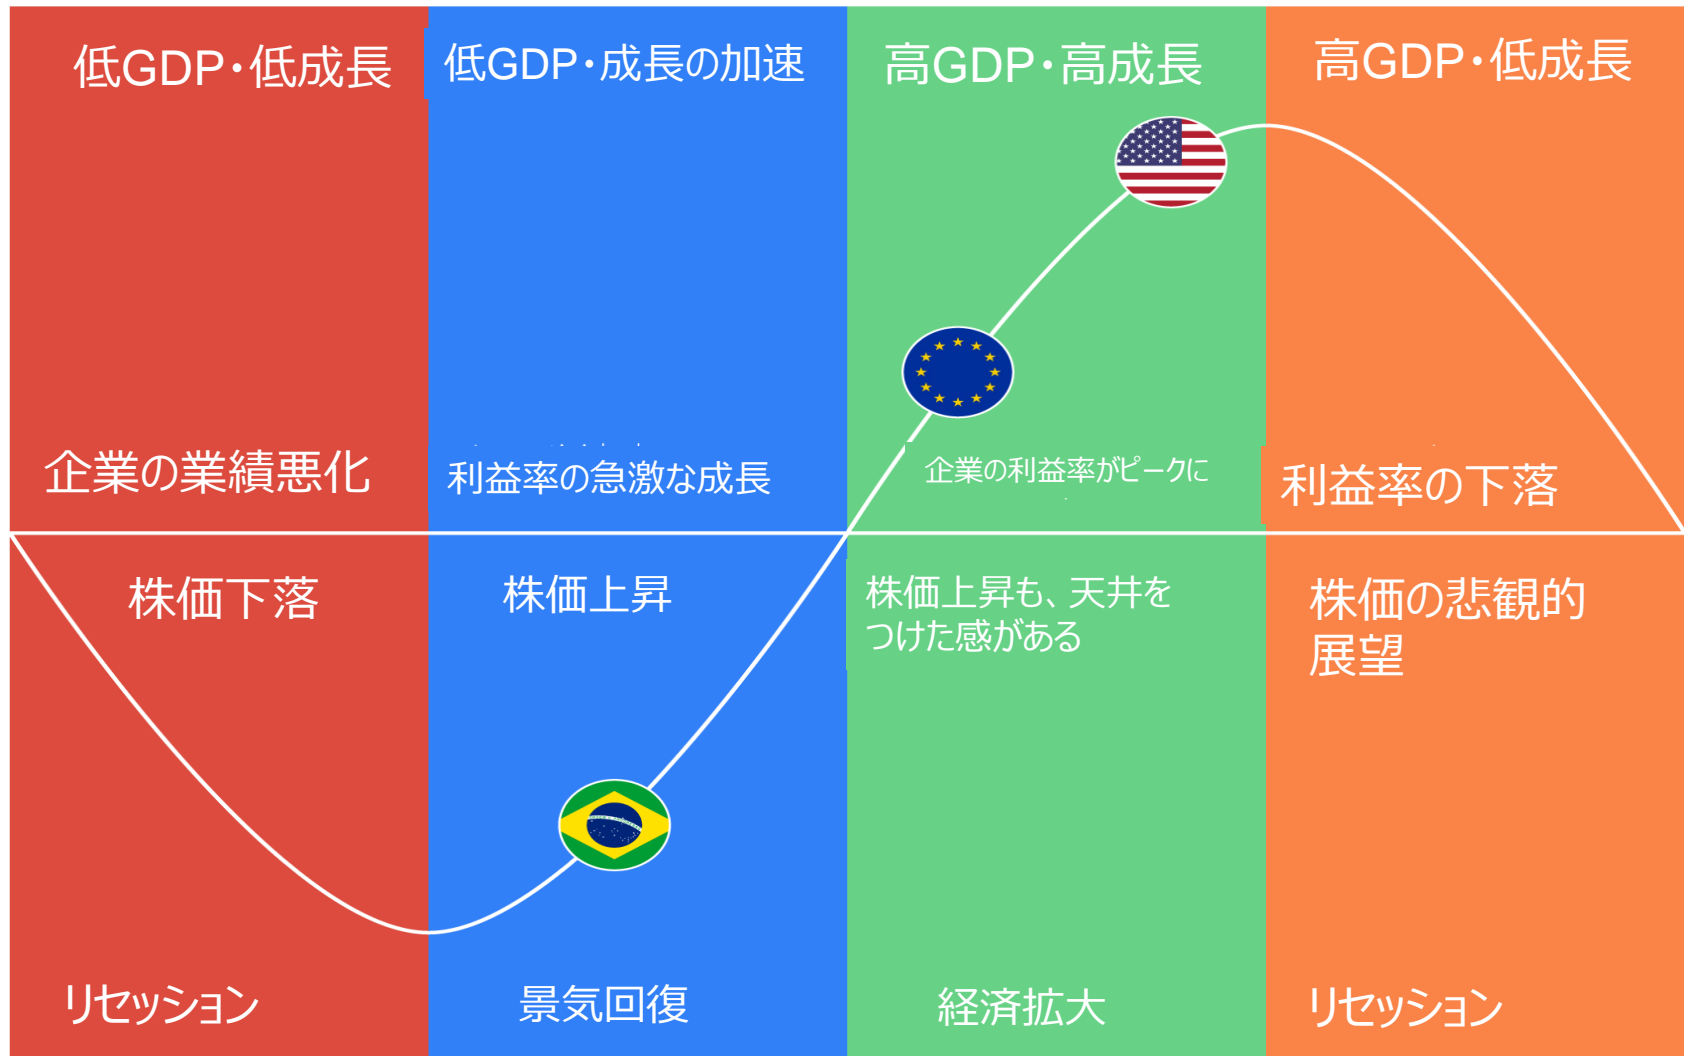 低GDP・低成長
低GDP・成長の加速
高GDP・高成長
高GDP・低成長
企業の業績悪化
利益率の急激な成長
企業の利益率がピークに
利益率の下落
株価下落
株価上昇
株価上昇も、天井を
つけた感がある
株価の悲観的
展望
リセッション
景気回復
経済拡大
リセッション